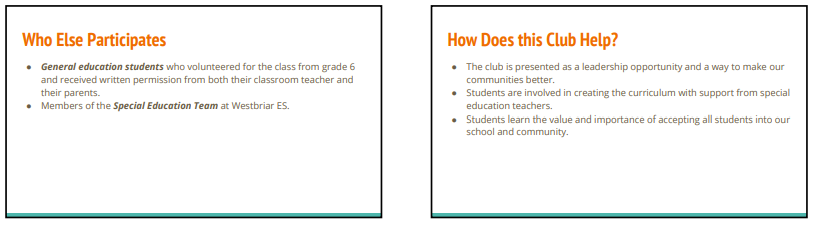 Who Else Participates
● General education students who volunteered for the class from grade 6
and received written permission from both their classroom teacher and
their parents.
● Members of the Special Education Team at Westbriar ES.
How Does this Club Help?
● The club is presented as a leadership opportunity and a way to make our
communities better.
● Students are involved in creating the curriculum with support from special
education teachers.
● Students learn the value and importance of accepting all students into our
school and community.